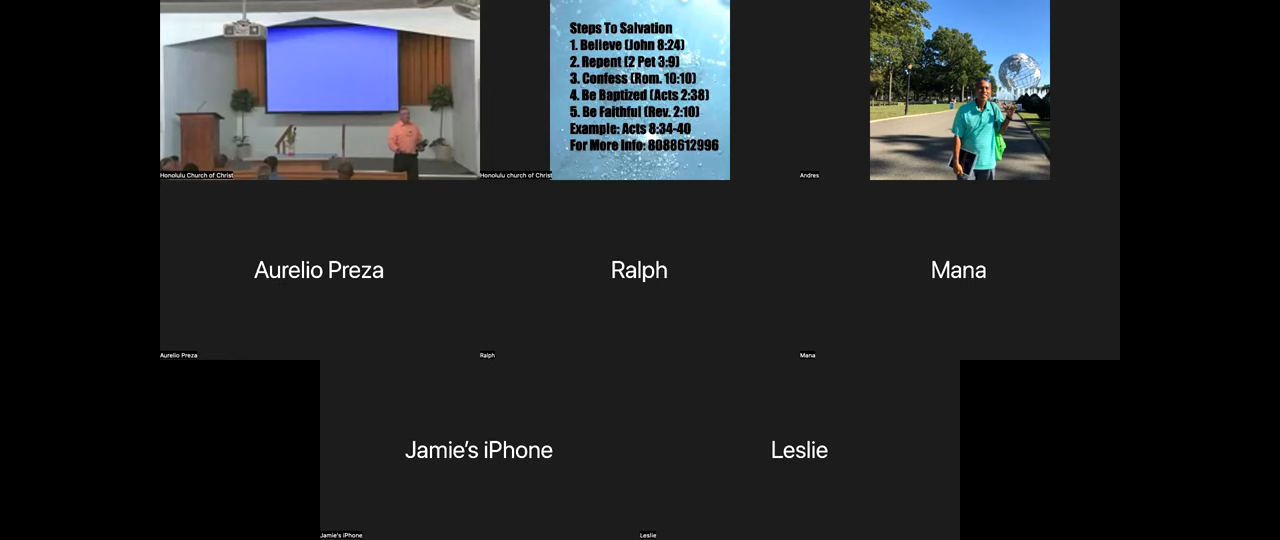 Steps To Salvation
1. Believe (John 8:24)
2. Repent (2 Pet 3:9)
3. Confess (Rom. 10:10)
4. Be Baptized (Acts 2:38)
5. Be Faithful (Rev. 2:10)
Example: Acts 8:34-40
For More Info: 8088612996
Honolulu Church of Christ
Honolulu church of Christ
Andres
Aurelio Preza
Ralph
Mana
Aurelio Preza
Ralph
Mana
Jamie’s iPhone
Leslie
Jamie’s iPhone
Leslie